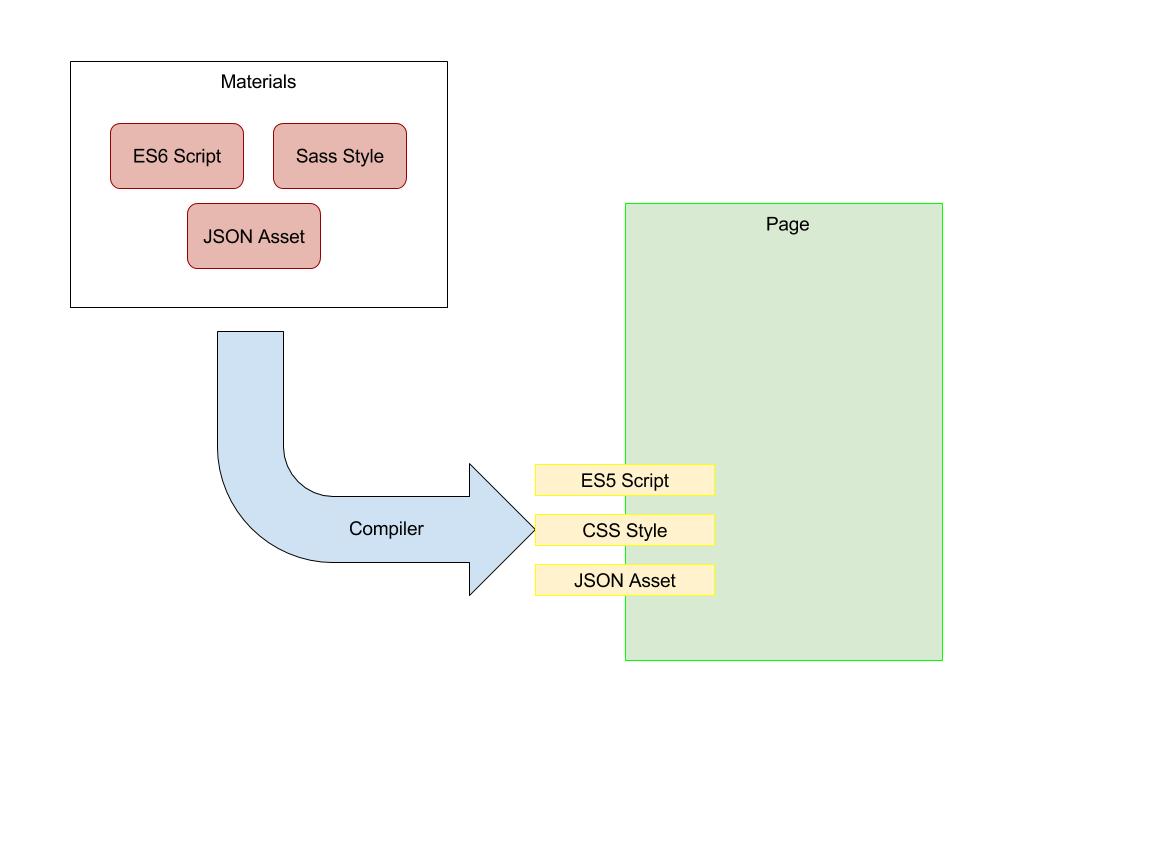 Materials
ES6 Script
Sass Style
JSON Asset
Page
Compiler
ES5 Script
CSS Style
JSON Asset